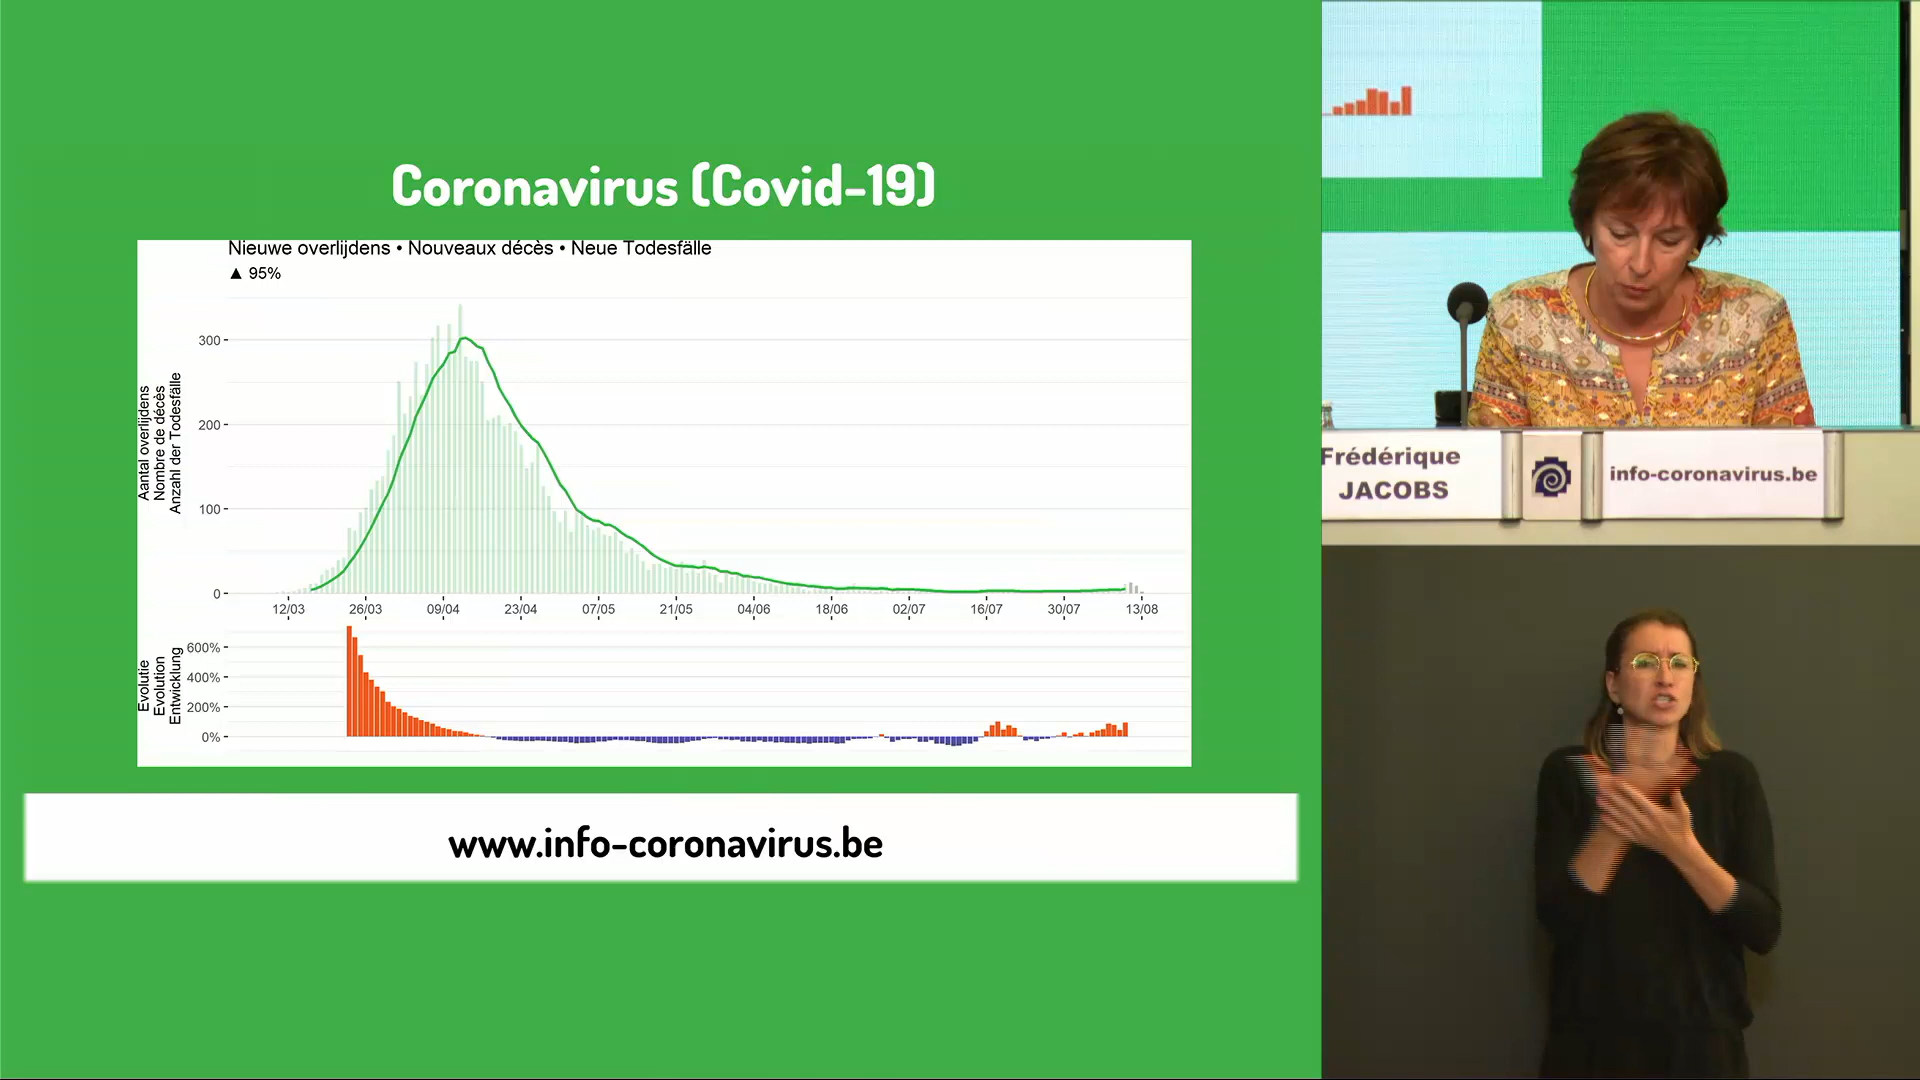 Coronavirus (Covid-19)
Nieuwe overlijdens • Nouveaux décès • Neue Todesfälle
▲ 95%
Aantal overlijdens
Nombre de décès
Anzahl der Todesfälle
300
200
100
0
12/03 26/03 09/04 23/04 07/05 21/05 04/06 18/06 02/07 16/07 30/07 13/08
Evolutie
Evolution
Entwicklung
600%
400%
200%
0%
www.info-coronavirus.be
Frédérique
JACOBS
info-coronavirus.be